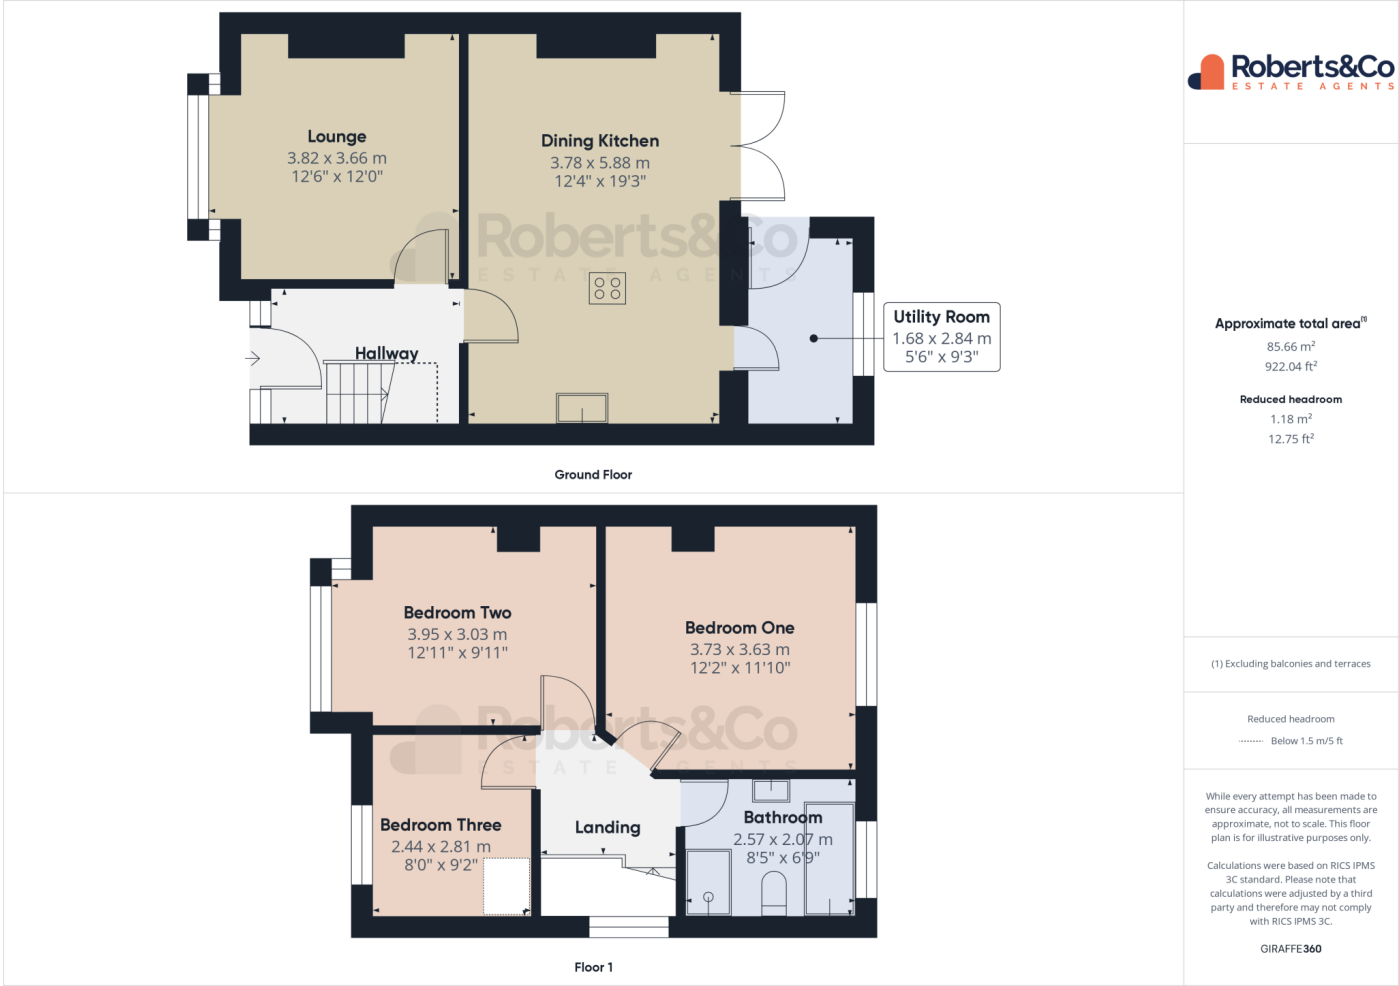 Lounge
3.82 x 3.66 m
12'6" x 12'0"
Dining Kitchen
3.78 x 5.88 m
12'4" x 19'3"
Roberts&Co
ESTATE AGENTS
Hallway
Utility Room
1.68 x 2.84 m
5'6" x 9'3"
Ground Floor
Bedroom Two
3.95 x 3.03 m
12'11" x 9'11"
Bedroom One
3.73 x 3.63 m
12'2" x 11'10"
Roberts&Co
ESTATE AGENTS
Bedroom Three
2.44 x 2.81 m
8'0" x 9'2"
Landing
Bathroom
2.57 x 2.07 m
8'5" x 6'9"
Floor 1
Roberts&Co
ESTATE AGENTS
Approximate total area(1)
85.66 m²
922.04 ft²
Reduced headroom
1.18 m²
12.75 ft²
(1) Excluding balconies and terraces
Reduced headroom
Below 1.5 m/5 ft
While every attempt has been made to
ensure accuracy, all measurements are
approximate, not to scale. This floor
plan is for illustrative purposes only.
Calculations were based on RICS IPMS
3C standard. Please note that
calculations were adjusted by a third
party and therefore may not comply
with RICS IPMS 3C.
GIRAFFE360